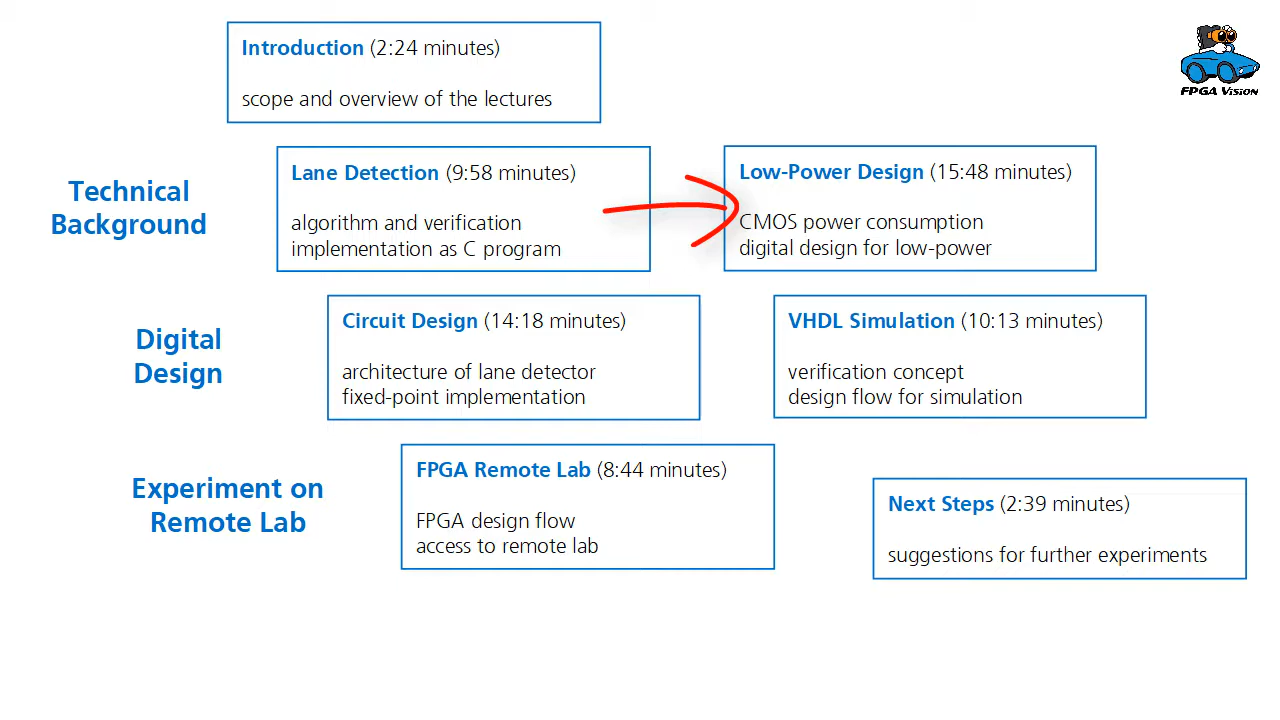 Introduction (2:24 minutes)
scope and overview of the lectures
FPGA Vision
Technical
Background
Lane Detection (9:58 minutes)
algorithm and verification
implementation as C program
Low-Power Design (15:48 minutes)
CMOS power consumption
digital design for low-power
Digital
Design
Circuit Design (14:18 minutes)
architecture of lane detector
fixed-point implementation
VHDL Simulation (10:13 minutes)
verification concept
design flow for simulation
Experiment on
Remote Lab
FPGA Remote Lab (8:44 minutes)
FPGA design flow
access to remote lab
Next Steps (2:39 minutes)
suggestions for further experiments